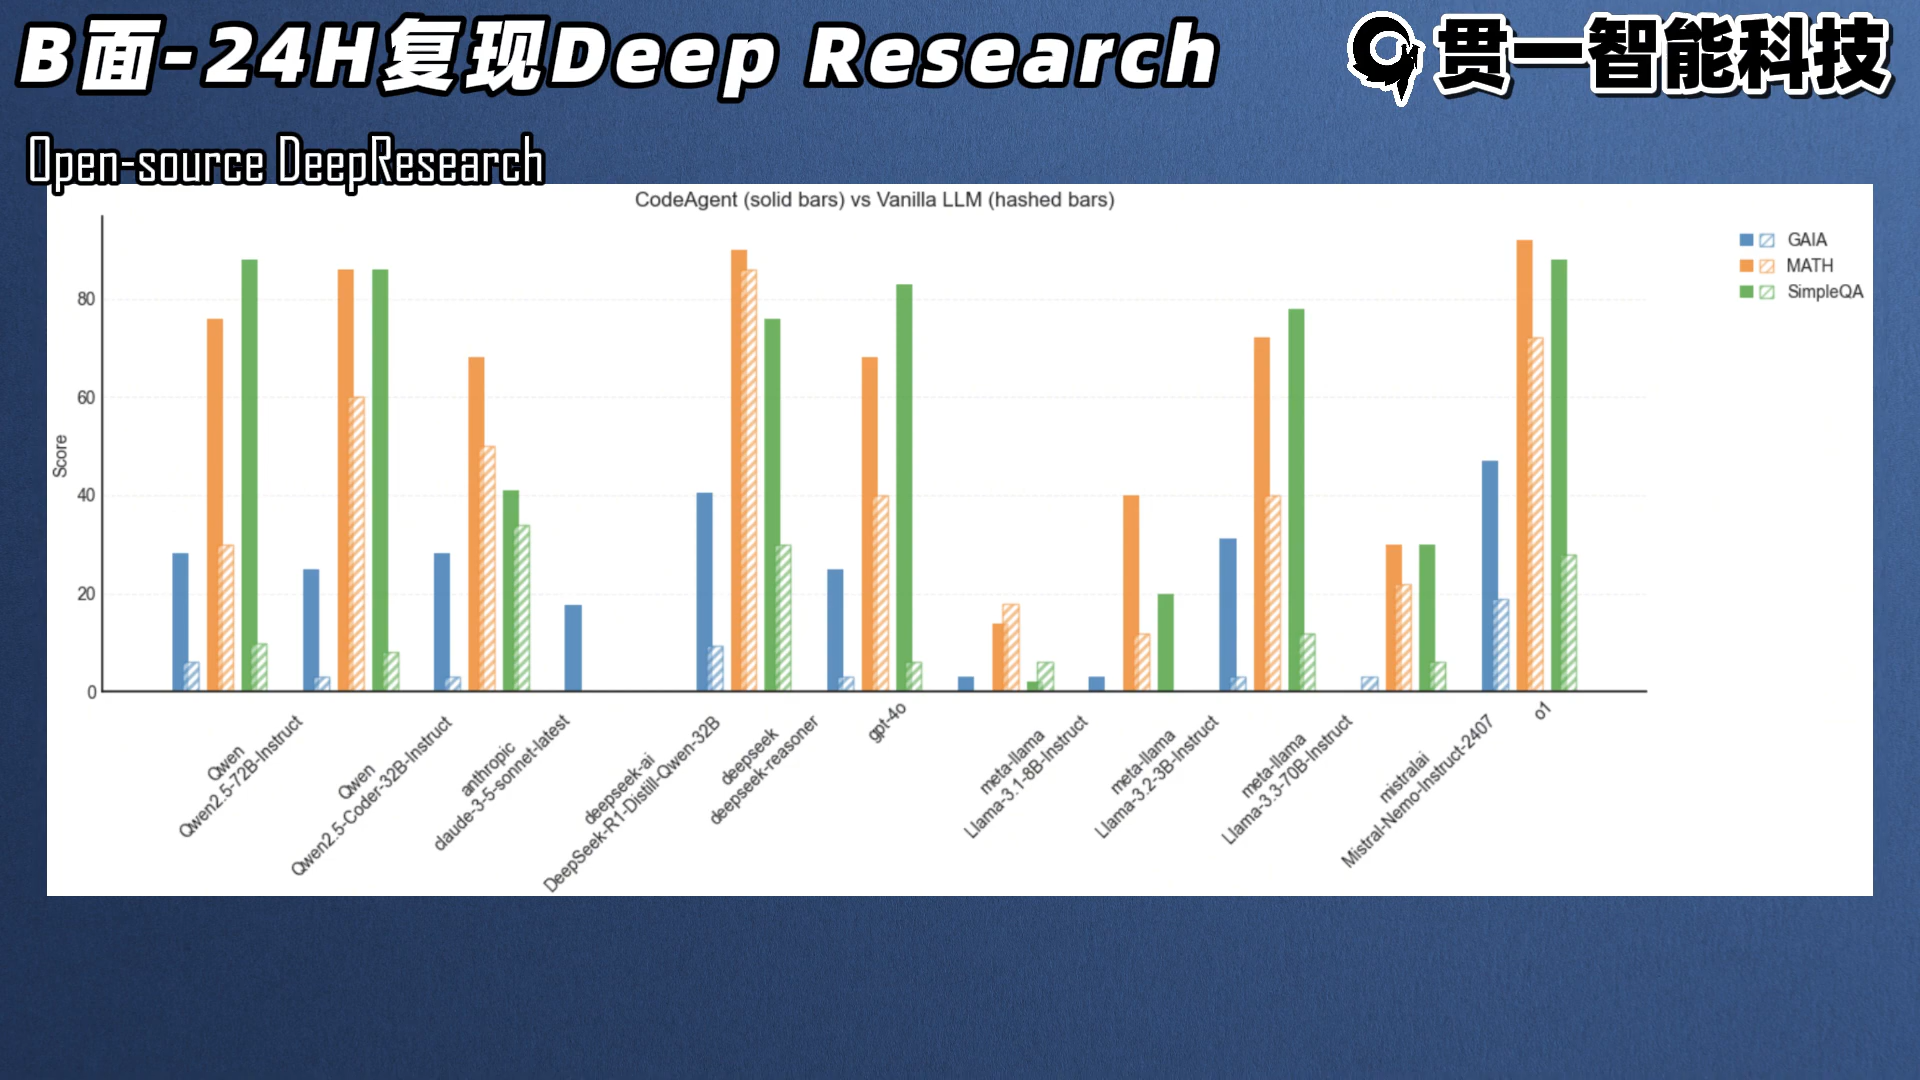 B面-24H复现Deep Research
贯一智能科技
Open-source DeepResearch
CodeAgent (solid bars) vs Vanilla LLM (hashed bars)
GAIA
MATH
SimpleQA
Score
80
60
40
20
0
Qwen
Qwen2.5-72B-Instruct
Qwen
Qwen2.5-Coder-32B-Instruct
anthropic
claude-3-5-sonnet-latest
deepseek-ai
DeepSeek-R1-Distill-Qwen-32B
deepseek
deepseek-reasoner
gpt-4o
meta-llama
Llama-3.1-8B-Instruct
meta-llama
Llama-3.2-3B-Instruct
meta-llama
Llama-3.3-70B-Instruct
mistralai
Mistral-Nemo-Instruct-2407
o1